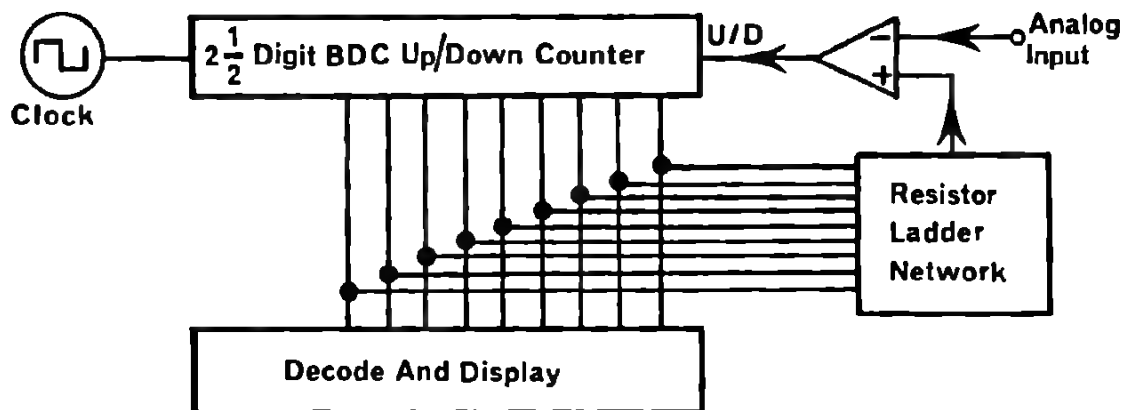 2 1/2 Digit BDC Up/Down Counter
U/D
-
+
Analog
Input
Clock
Resistor
Ladder
Network
Decode And Display